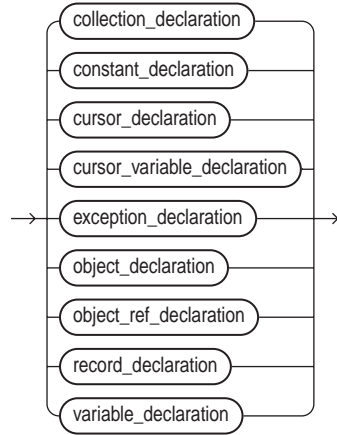 collection_declaration
constant_declaration
cursor_declaration
cursor_variable_declaration
exception_declaration
object_declaration
object_ref_declaration
record_declaration
variable_declaration